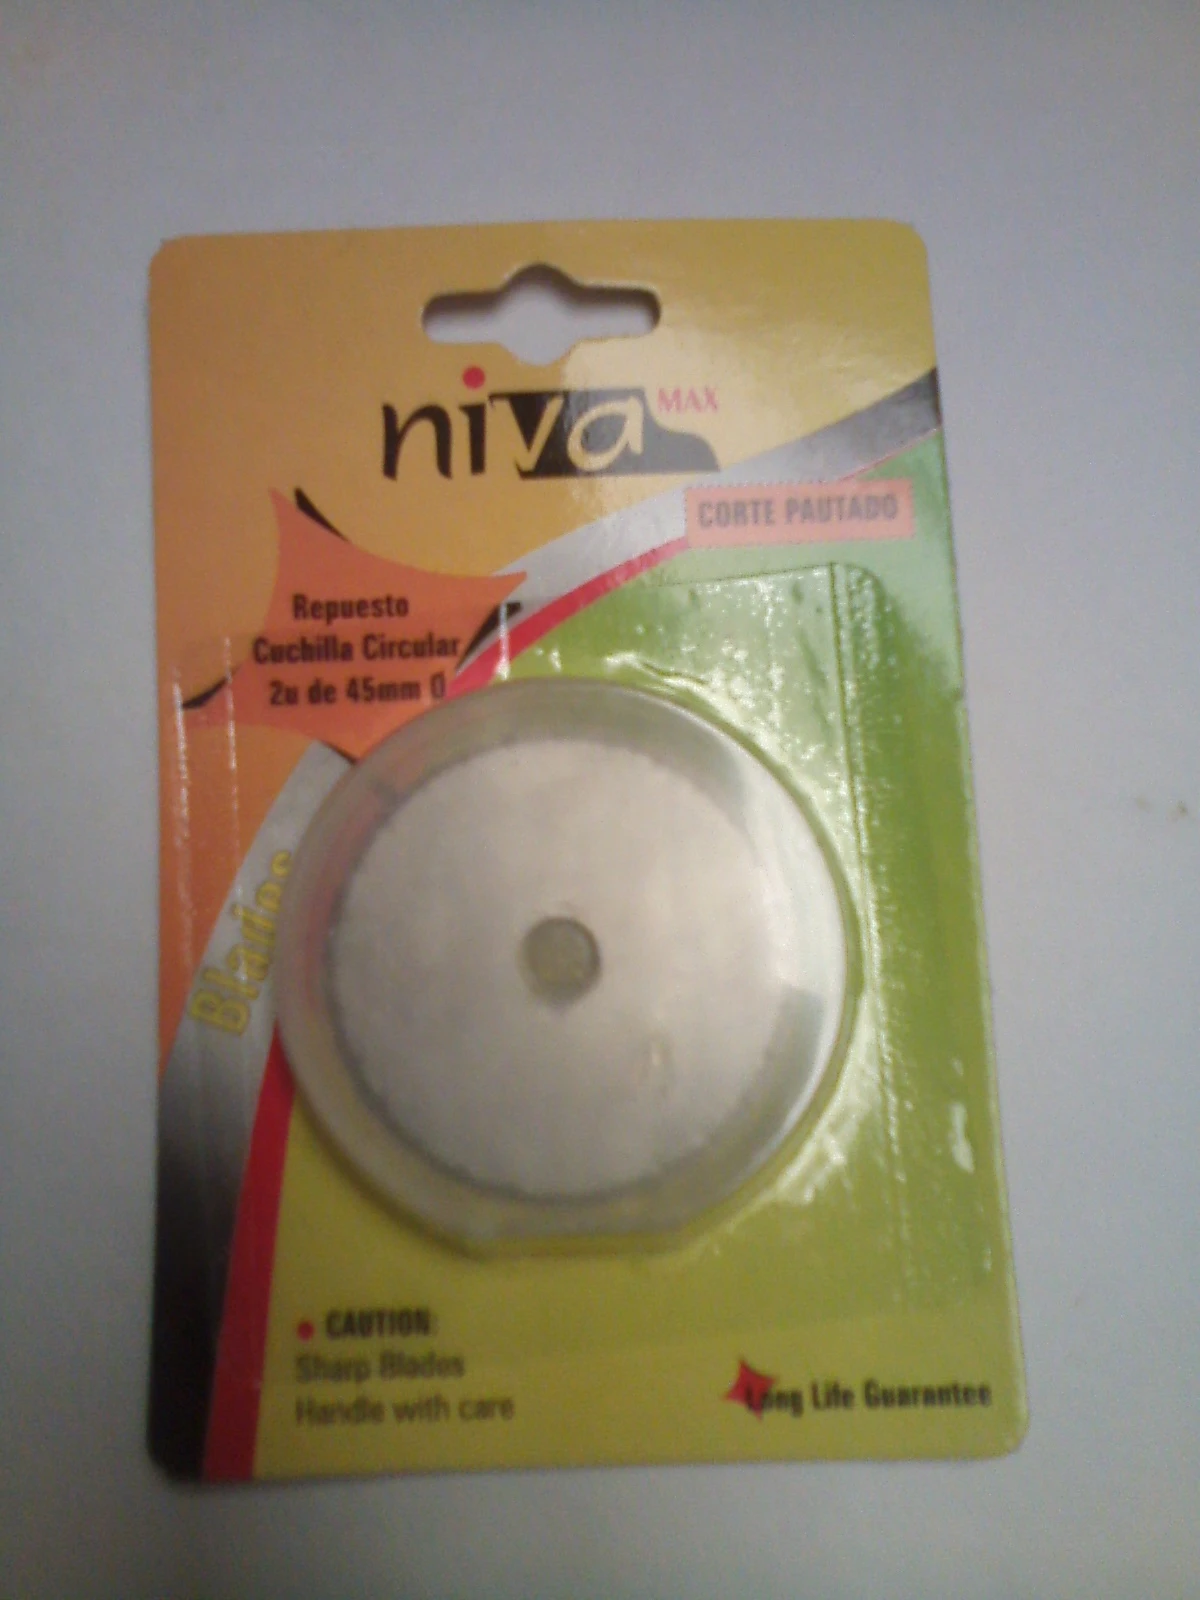 niva MAX
CORTE PAUTADO
Repuesto
Cuchilla Circular
2u de 45mm Ø
Blades
CAUTION:
Sharp Blades
Handle with care
Long Life Guarantee